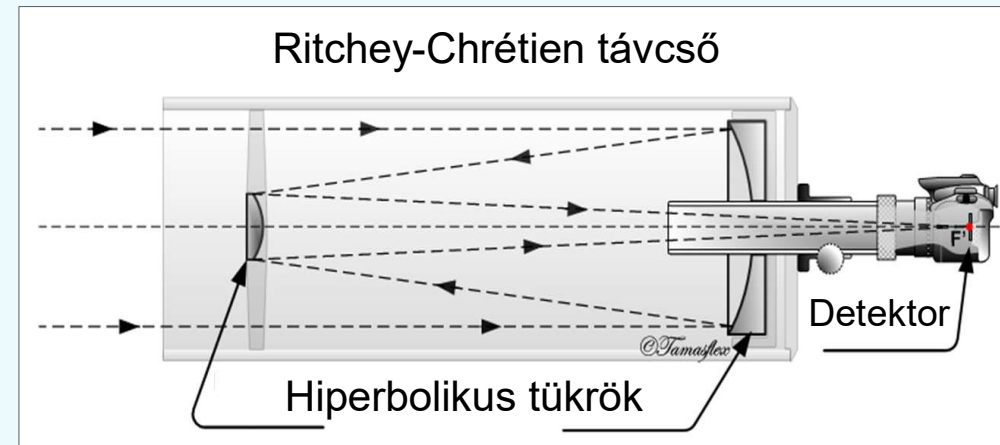 Ritchey-Chrétien távcső
F'
Detektor
©Tamasflex
Hiperbolikus tükrök